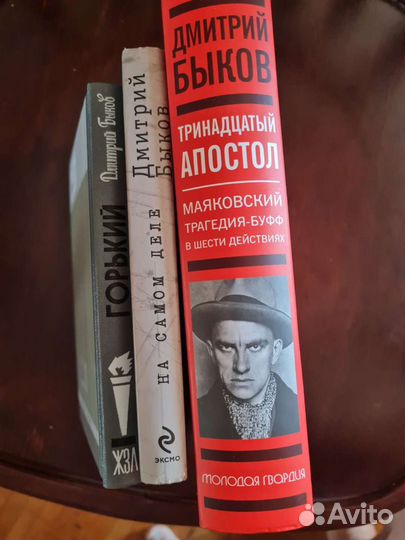 Дмитрий Быков
ГОРЬКИЙ
ЖЗЛ
Дмитрий
Быков
НА САМОМ ДЕЛЕ
ЭКСМО
ДМИТРИЙ
БЫКОВ
ТРИНАДЦАТЫЙ
АПОСТОЛ
МАЯКОВСКИЙ
ТРАГЕДИЯ-БУФФ
В ШЕСТИ ДЕЙСТВИЯХ
МОЛОДАЯ ГВАРДИЯ
Avito